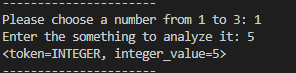 -----------------------
Please choose a number from 1 to 3: 1
Enter the something to analyze it: 5
<token=INTEGER, integer_value=5>
-----------------------